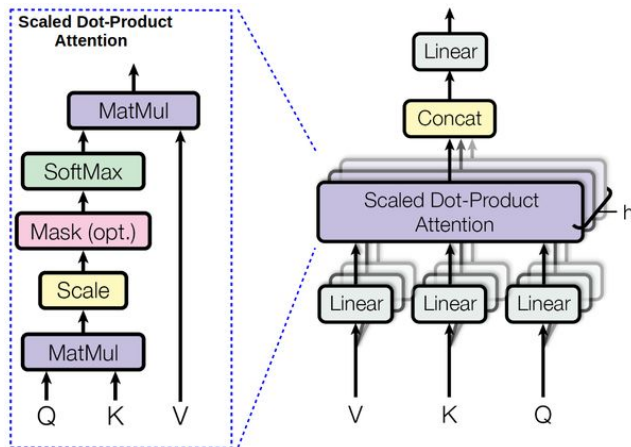 Scaled Dot-Product
Attention
MatMul
SoftMax
Mask (opt.)
Scale
MatMul
Q K V
Linear
Concat
Scaled Dot-Product
Attention
h
Linear Linear Linear
V K Q